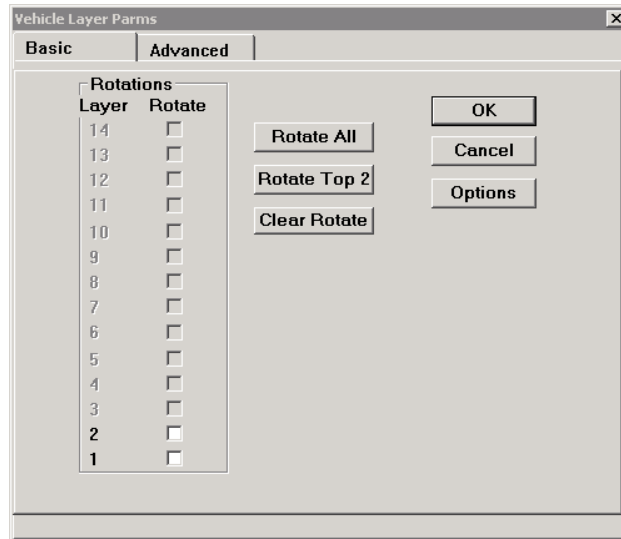 Vehicle Layer Parms
Basic
Advanced
Rotations
Layer Rotate
14
13
12
11
10
9
8
7
6
5
4
3
2
1
Rotate All
Rotate Top 2
Clear Rotate
OK
Cancel
Options